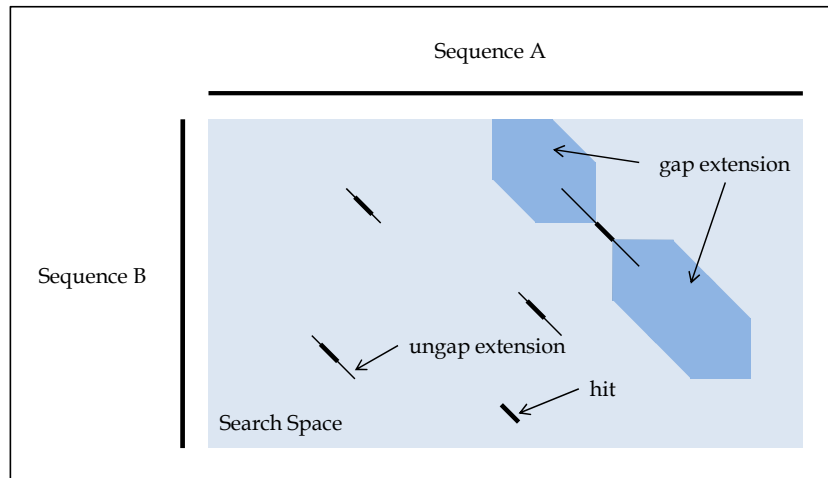 Sequence A
gap extension
Sequence B
ungap extension
hit
Search Space